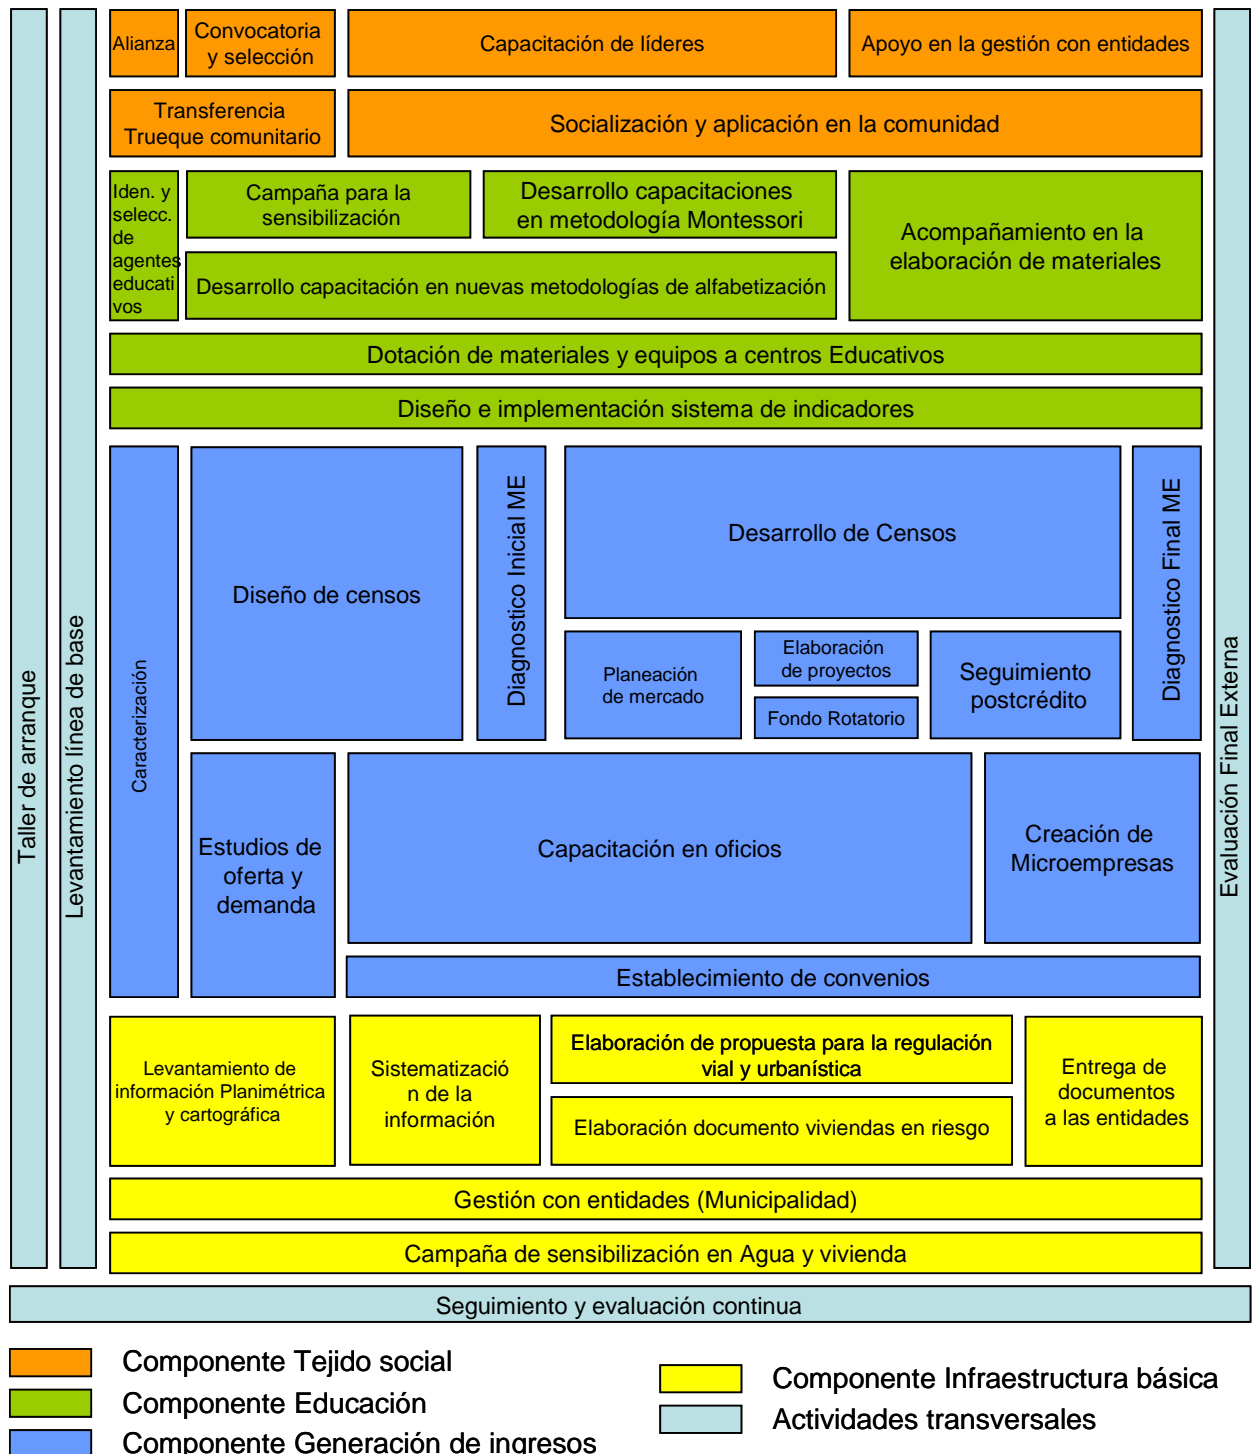 Taller de arranque
Levantamiento línea de base
Alianza
Convocatoria
y selección
Capacitación de líderes
Apoyo en la gestión con entidades
Transferencia
Trueque comunitario
Socialización y aplicación en la comunidad
Iden. y
selecc.
de
agentes
educati
vos
Campaña para la
sensibilización
Desarrollo capacitaciones
en metodología Montessori
Acompañamiento en la
elaboración de materiales
Desarrollo capacitación en nuevas metodologías de alfabetización
Dotación de materiales y equipos a centros Educativos
Diseño e implementación sistema de indicadores
Caracterización
Diseño de censos
Diagnostico Inicial ME
Desarrollo de Censos
Diagnostico Final ME
Planeación
de mercado
Elaboración
de proyectos
Fondo Rotatorio
Seguimiento
postcrédito
Estudios de
oferta y
demanda
Capacitación en oficios
Creación de
Microempresas
Establecimiento de convenios
Levantamiento de
información Planimétrica
y cartográfica
Sistematizació
n de la
información
Elaboración de propuesta para la regulación
vial y urbanística
Elaboración documento viviendas en riesgo
Entrega de
documentos
a las entidades
Gestión con entidades (Municipalidad)
Campaña de sensibilización en Agua y vivienda
Evaluación Final Externa
Seguimiento y evaluación continua
Componente Tejido social
Componente Educación
Componente Generación de ingresos
Componente Infraestructura básica
Actividades transversales